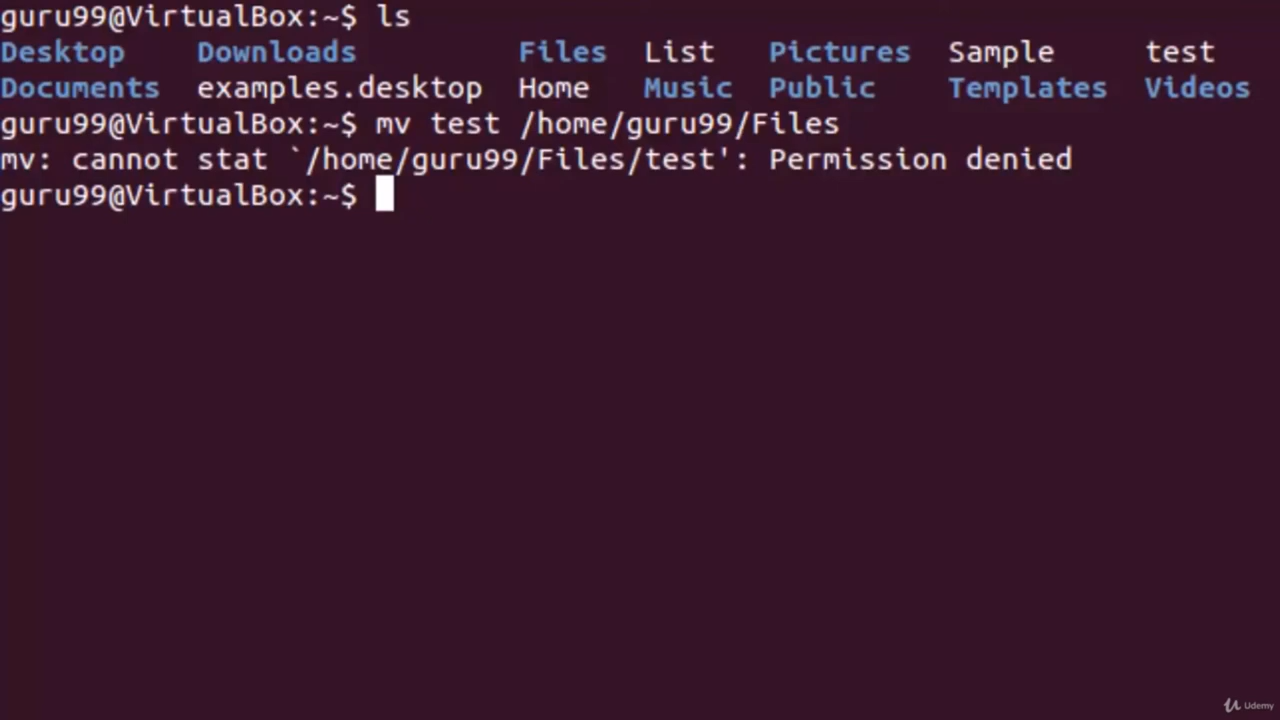 guru99@VirtualBox:~$ ls
Desktop Downloads Files List Pictures Sample test
Documents examples.desktop Home Music Public Templates Videos
guru99@VirtualBox:~$ mv test /home/guru99/Files
mv: cannot stat `/home/guru99/Files/test': Permission denied
guru99@VirtualBox:~$
Udemy